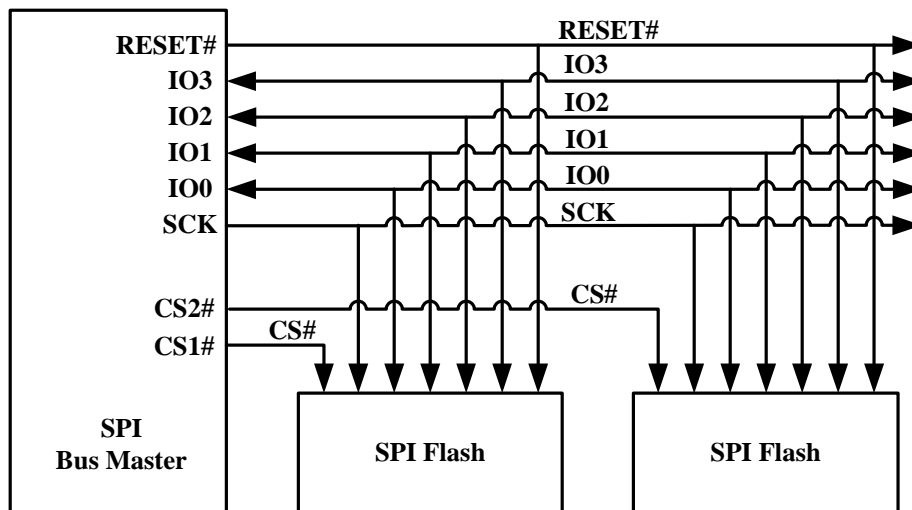 RESET# RESET#
IO3 IO3
IO2 IO2
IO1 IO1
IO0 IO0
SCK SCK
CS2# CS#
CS1# CS#
SPI
Bus Master
SPI Flash SPI Flash